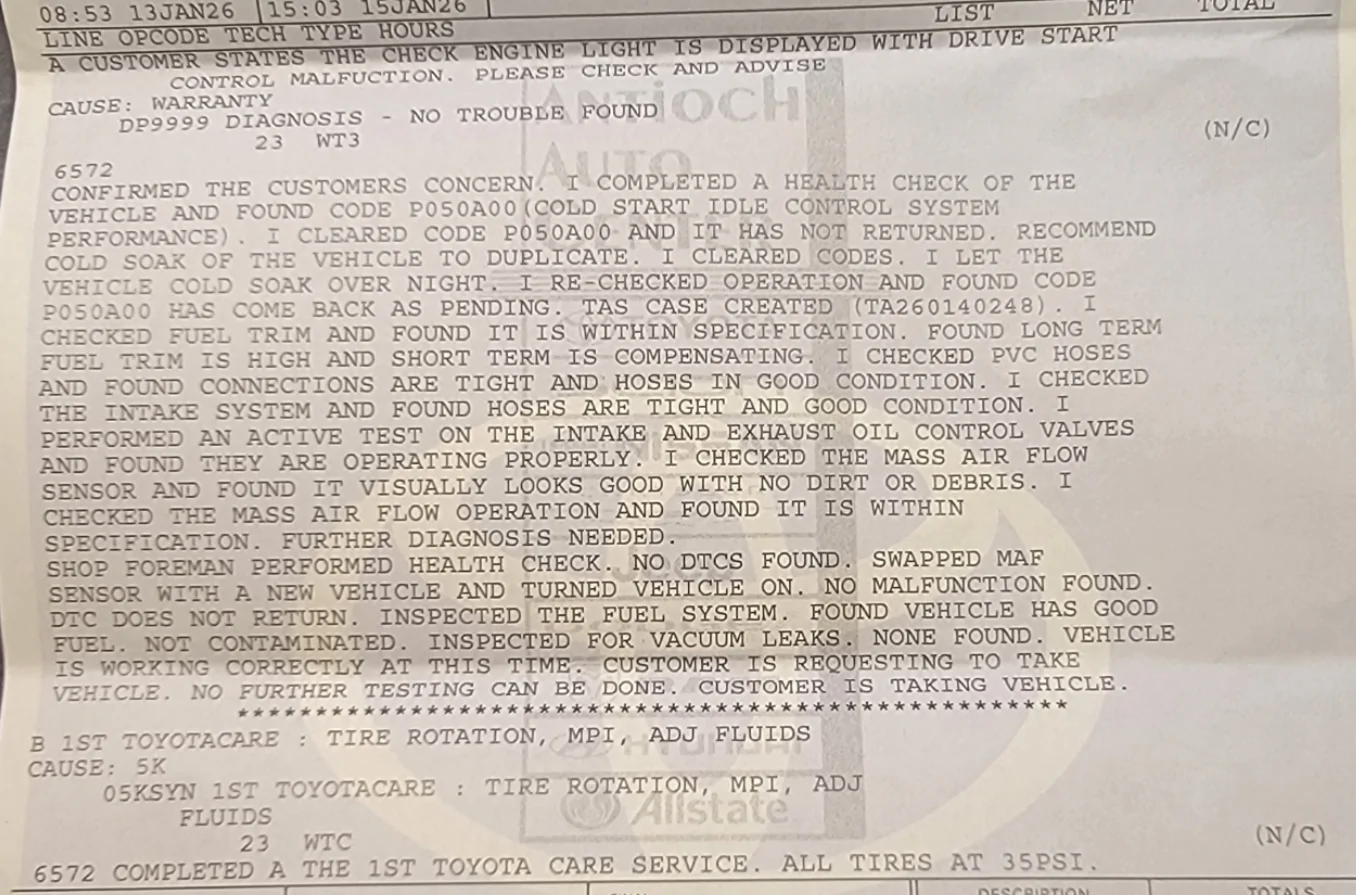 08:53 13JAN26 15:03 15JAN26
LINE OPCODE TECH TYPE HOURS LIST NET TOTAL
A CUSTOMER STATES THE CHECK ENGINE LIGHT IS DISPLAYED WITH DRIVE START
CONTROL MALFUCTION. PLEASE CHECK AND ADVISE
CAUSE: WARRANTY
DP9999 DIAGNOSIS - NO TROUBLE FOUND
23 WT3 (N/C)
6572
CONFIRMED THE CUSTOMERS CONCERN. I COMPLETED A HEALTH CHECK OF THE
VEHICLE AND FOUND CODE P050A00(COLD START IDLE CONTROL SYSTEM
PERFORMANCE). I CLEARED CODE P050A00 AND IT HAS NOT RETURNED. RECOMMEND
COLD SOAK OF THE VEHICLE TO DUPLICATE. I CLEARED CODES. I LET THE
VEHICLE COLD SOAK OVER NIGHT. I RE-CHECKED OPERATION AND FOUND CODE
P050A00 HAS COME BACK AS PENDING. TAS CASE CREATED (TA260140248). I
CHECKED FUEL TRIM AND FOUND IT IS WITHIN SPECIFICATION. FOUND LONG TERM
FUEL TRIM IS HIGH AND SHORT TERM IS COMPENSATING. I CHECKED PVC HOSES
AND FOUND CONNECTIONS ARE TIGHT AND HOSES IN GOOD CONDITION. I CHECKED
THE INTAKE SYSTEM AND FOUND HOSES ARE TIGHT AND GOOD CONDITION. I
PERFORMED AN ACTIVE TEST ON THE INTAKE AND EXHAUST OIL CONTROL VALVES
AND FOUND THEY ARE OPERATING PROPERLY. I CHECKED THE MASS AIR FLOW
SENSOR AND FOUND IT VISUALLY LOOKS GOOD WITH NO DIRT OR DEBRIS. I
CHECKED THE MASS AIR FLOW OPERATION AND FOUND IT IS WITHIN
SPECIFICATION. FURTHER DIAGNOSIS NEEDED.
SHOP FOREMAN PERFORMED HEALTH CHECK. NO DTCS FOUND. SWAPPED MAF
SENSOR WITH A NEW VEHICLE AND TURNED VEHICLE ON. NO MALFUNCTION FOUND.
DTC DOES NOT RETURN. INSPECTED THE FUEL SYSTEM. FOUND VEHICLE HAS GOOD
FUEL. NOT CONTAMINATED. INSPECTED FOR VACUUM LEAKS. NONE FOUND. VEHICLE
IS WORKING CORRECTLY AT THIS TIME. CUSTOMER IS REQUESTING TO TAKE
VEHICLE. NO FURTHER TESTING CAN BE DONE. CUSTOMER IS TAKING VEHICLE.
****************************************************
B 1ST TOYOTACARE : TIRE ROTATION, MPI, ADJ FLUIDS
CAUSE: 5K
05KSYN 1ST TOYOTACARE : TIRE ROTATION, MPI, ADJ
FLUIDS
23 WTC (N/C)
6572 COMPLETED A THE 1ST TOYOTA CARE SERVICE. ALL TIRES AT 35PSI.
DESCRIPTION TOTALS
ANTIOCH
AUTO
CENTER
TOYOTA
NISSAN
HYUNDAI
Allstate